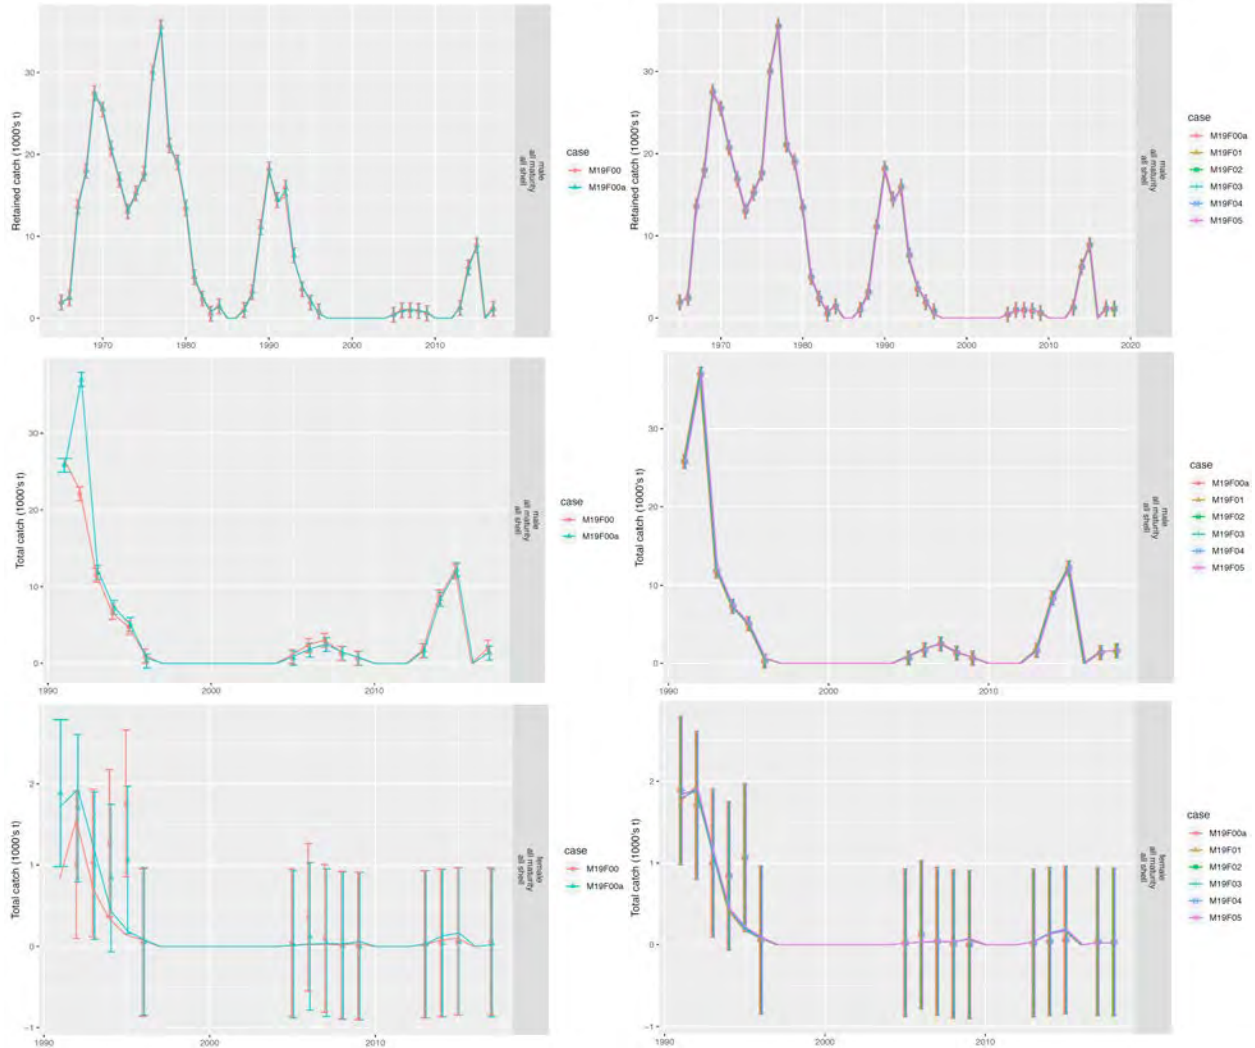 Retained catch (1000's t)
30
20
10
0
1970
1980
1990
2000
2010
male
all maturity
all shell
case
M19F00
M19F00a
Retained catch (1000's t)
30
20
10
0
1970
1980
1990
2000
2010
2020
male
all maturity
all shell
case
M19F00a
M19F01
M19F02
M19F03
M19F04
M19F05
Total catch (1000's t)
30
20
10
0
1990
2000
2010
male
all maturity
all shell
case
M19F00
M19F00a
Total catch (1000's t)
30
20
10
0
1990
2000
2010
male
all maturity
all shell
case
M19F00a
M19F01
M19F02
M19F03
M19F04
M19F05
Total catch (1000's t)
2
1
0
-1
1990
2000
2010
female
all maturity
all shell
case
M19F00
M19F00a
Total catch (1000's t)
2
1
0
-1
1990
2000
2010
female
all maturity
all shell
case
M19F00a
M19F01
M19F02
M19F03
M19F04
M19F05